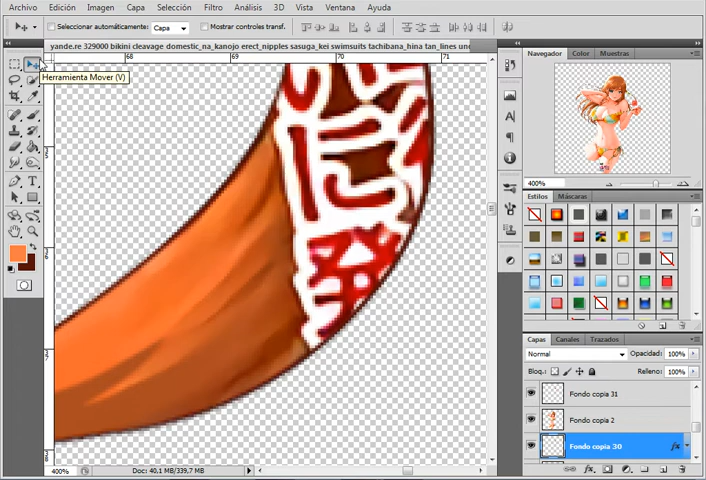 Archivo Edición Imagen Capa Selección Filtro Análisis 3D Vista Ventana Ayuda
Seleccionar automáticamente: Capa Mostrar controles transf.
yande.re 329000 bikini cleavage domestic_na_kanojo erect_nipples sasuga_kei swimsuits tachibana_hina tan_lines und
68 69 70 71
Herramienta Mover (V)
Navegador Color Muestras
400%
Estilos Máscaras
Capas Canales Trazados
Normal Opacidad: 100%
Bloq.: Relleno: 100%
Fondo copia 31
Fondo copia 2
Fondo copia 30 fx
400% Doc: 40,1 MB/339,7 MB